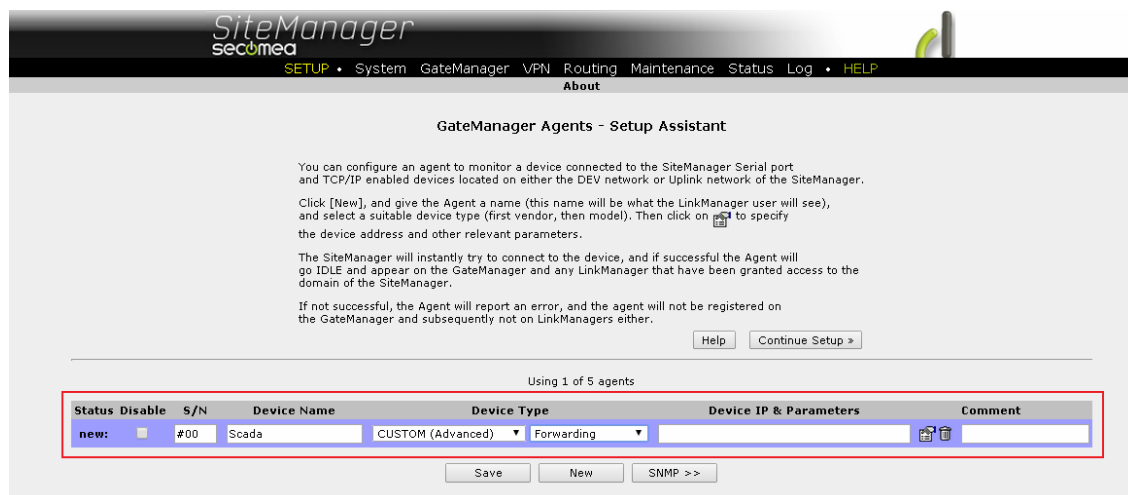 SiteManager
secomea
SETUP • System GateManager VPN Routing Maintenance Status Log • HELP
About
GateManager Agents - Setup Assistant
You can configure an agent to monitor a device connected to the SiteManager Serial port
and TCP/IP enabled devices located on either the DEV network or Uplink network of the SiteManager.
Click [New], and give the Agent a name (this name will be what the LinkManager user will see),
and select a suitable device type (first vendor, then model). Then click on to specify
the device address and other relevant parameters.
The SiteManager will instantly try to connect to the device, and if successful the Agent will
go IDLE and appear on the GateManager and any LinkManager that have been granted access to the
domain of the SiteManager.
If not successful, the Agent will report an error, and the agent will not be registered on
the GateManager and subsequently not on LinkManagers either.
Help Continue Setup »
Using 1 of 5 agents
Status Disable S/N Device Name Device Type Device IP & Parameters Comment
new: #00 Scada CUSTOM (Advanced) Forwarding
Save New SNMP >>